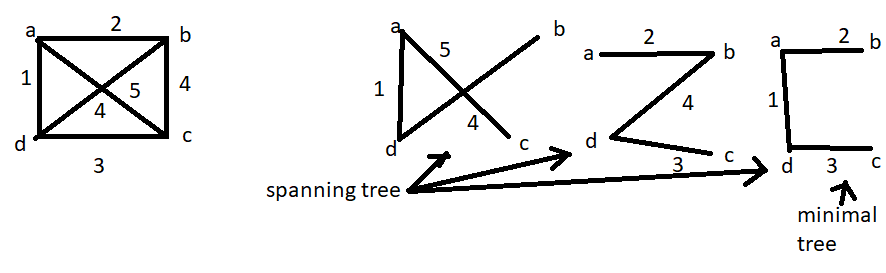 a 2 b
1 5 4
4
d c
3
a b
5
1
4
d c
a 2 b
4
d c
3
a 2 b
1
d 3 c
spanning tree
minimal
tree